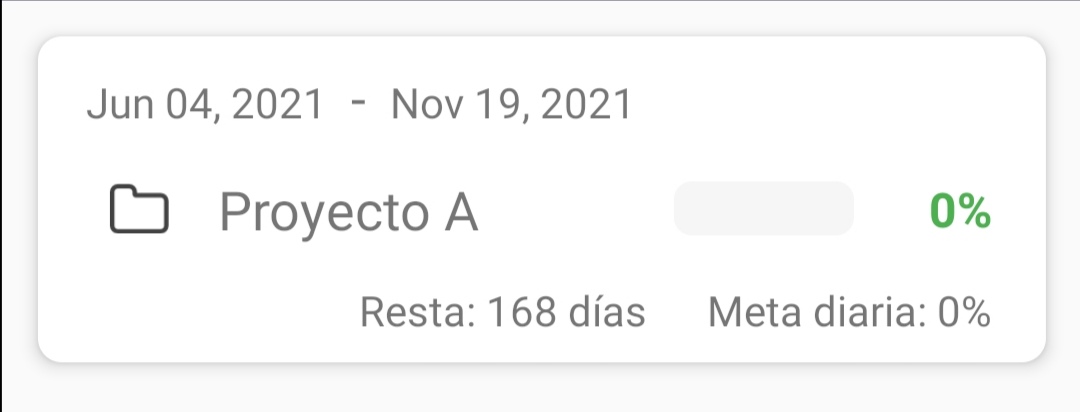 Jun 04, 2021 - Nov 19, 2021
Proyecto A 0%
Resta: 168 días Meta diaria: 0%